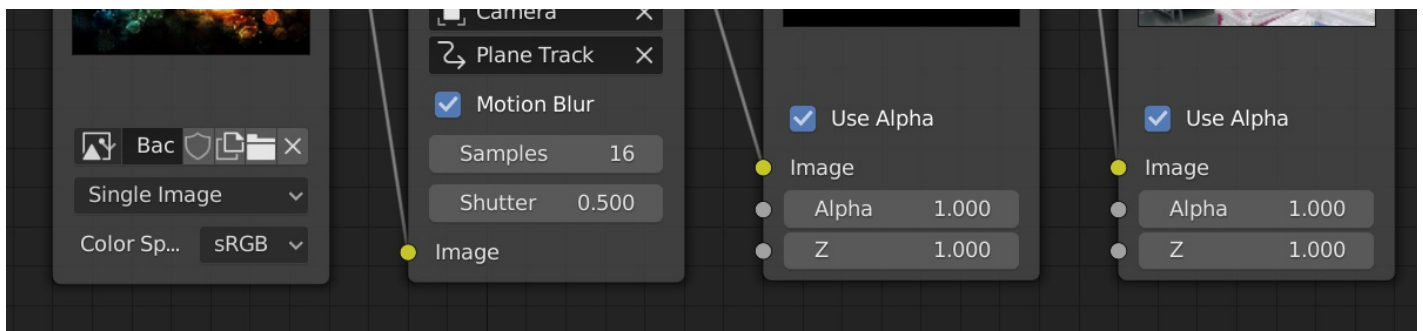 Bac
Single Image
Color Sp... sRGB
Camera
Plane Track
Motion Blur
Samples 16
Shutter 0.500
Image
Use Alpha
Image
Alpha 1.000
Z 1.000
Use Alpha
Image
Alpha 1.000
Z 1.000